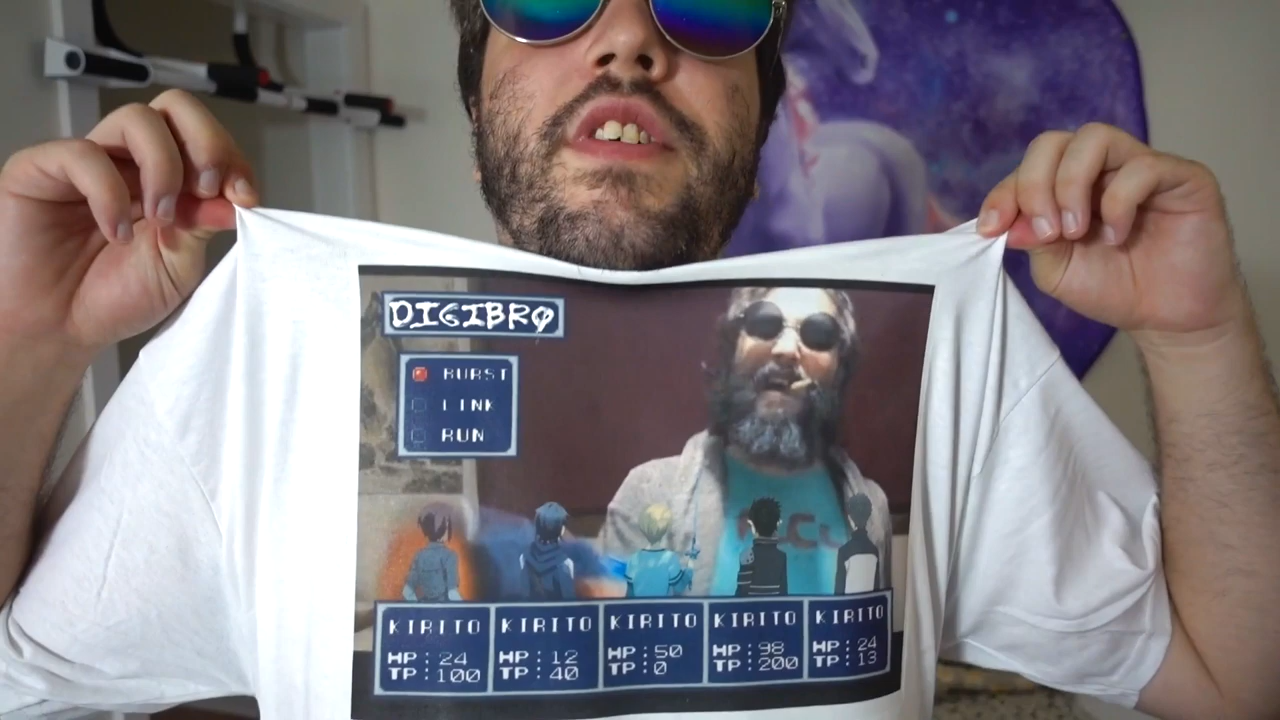 DIGIBRO
BURST
LINK
RUN
KIRITO KIRITO KIRITO KIRITO KIRITO
HP:24 HP:12 HP:50 HP:98 HP:24
TP:100 TP:40 TP:0 TP:200 TP:13